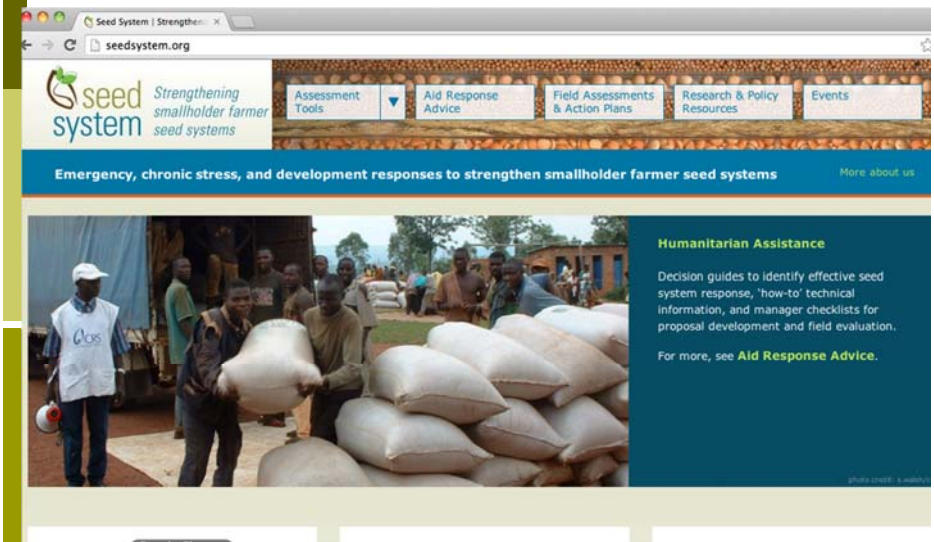 Seed System | Strengthen
seedsystem.org
seed
system
Strengthening
smallholder farmer
seed systems
Assessment
Tools
Aid Response
Advice
Field Assessments
& Action Plans
Research & Policy
Resources
Events
Emergency, chronic stress, and development responses to strengthen smallholder farmer seed systems
More about us
CRS
Humanitarian Assistance
Decision guides to identify effective seed
system response, 'how-to' technical
information, and manager checklists for
proposal development and field evaluation.
For more, see Aid Response Advice.
photo credit: